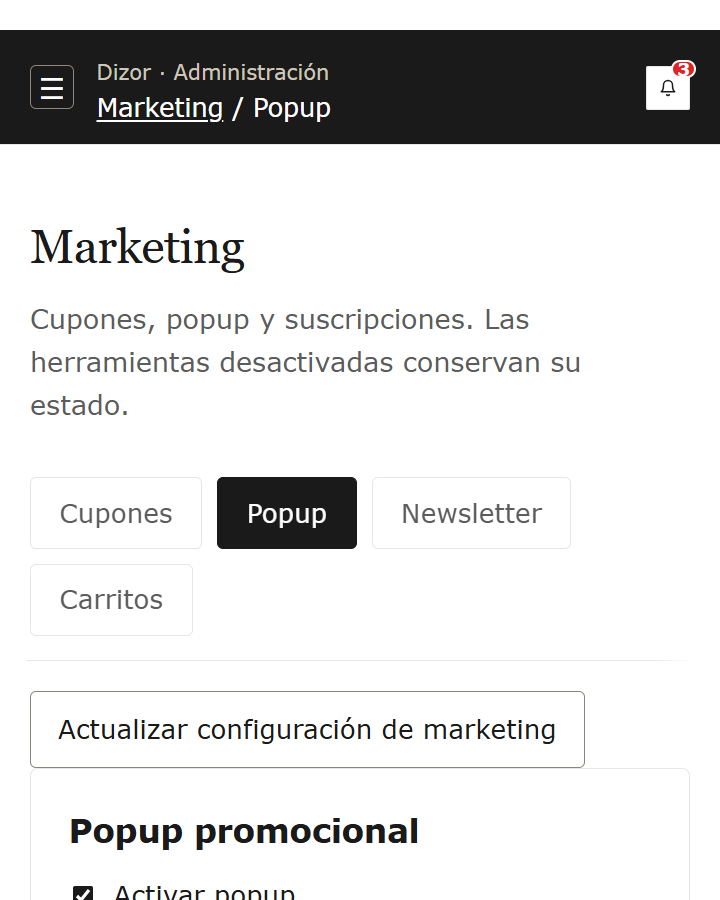 Dizor · Administración
Marketing / Popup
3
Marketing
Cupones, popup y suscripciones. Las
herramientas desactivadas conservan su
estado.
Cupones
Popup
Newsletter
Carritos
Actualizar configuración de marketing
Popup promocional
Activar popup